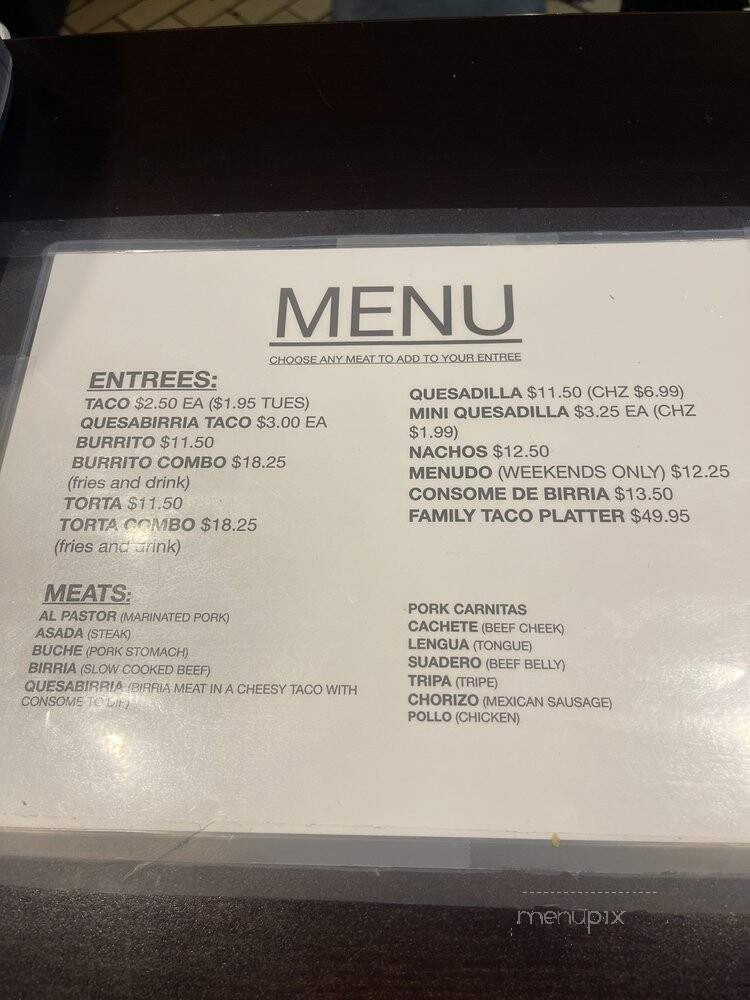 MENU
CHOOSE ANY MEAT TO ADD TO YOUR ENTREE
ENTREES:
TACO $2.50 EA ($1.95 TUES)
QUESABIRRIA TACO $3.00 EA
BURRITO $11.50
BURRITO COMBO $18.25
(fries and drink)
TORTA $11.50
TORTA COMBO $18.25
(fries and drink)
QUESADILLA $11.50 (CHZ $6.99)
MINI QUESADILLA $3.25 EA (CHZ
$1.99)
NACHOS $12.50
MENUDO (WEEKENDS ONLY) $12.25
CONSOME DE BIRRIA $13.50
FAMILY TACO PLATTER $49.95
MEATS:
AL PASTOR (MARINATED PORK)
ASADA (STEAK)
BUCHE (PORK STOMACH)
BIRRIA (SLOW COOKED BEEF)
QUESABIRRIA (BIRRIA MEAT IN A CHEESY TACO WITH
CONSOME TO DIP)
PORK CARNITAS
CACHETE (BEEF CHEEK)
LENGUA (TONGUE)
SUADERO (BEEF BELLY)
TRIPA (TRIPE)
CHORIZO (MEXICAN SAUSAGE)
POLLO (CHICKEN)
menupix